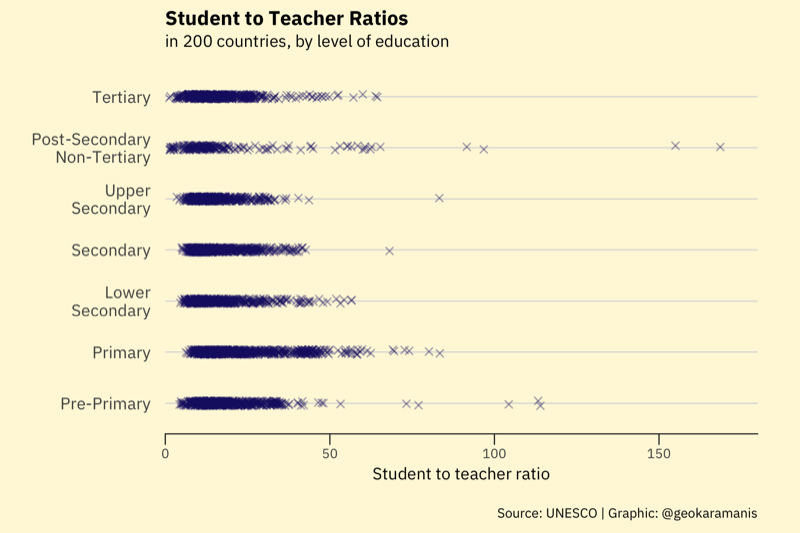 Student to Teacher Ratios
in 200 countries, by level of education
Tertiary
Post-Secondary
Non-Tertiary
Upper
Secondary
Secondary
Lower
Secondary
Primary
Pre-Primary
0 50 100 150
Student to teacher ratio
Source: UNESCO | Graphic: @geokaramanis